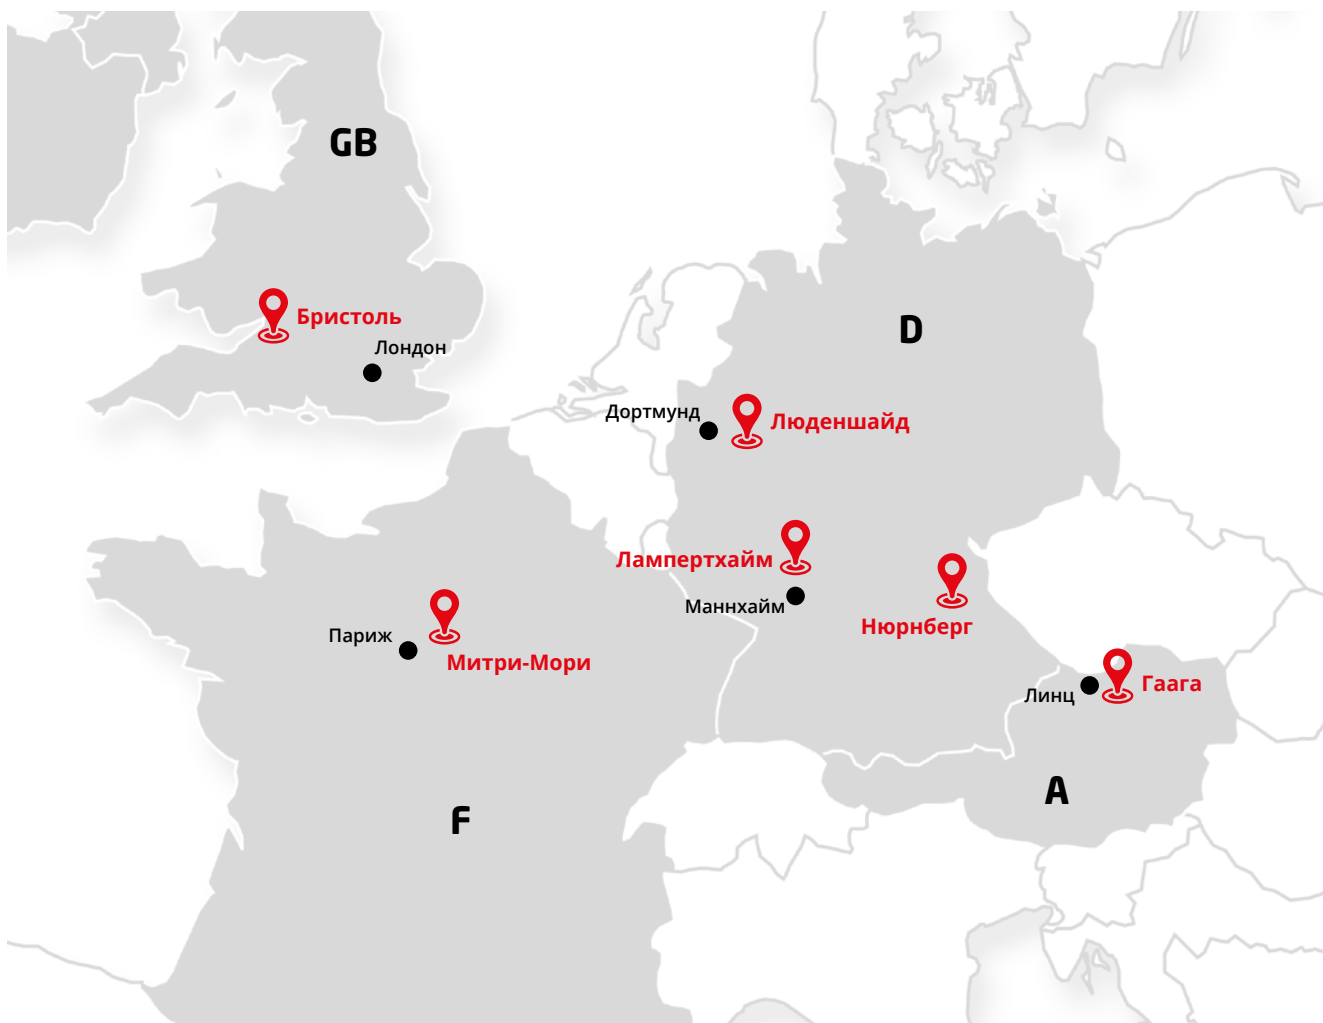 GB
Бристоль
Лондон
D
Дортмунд
Люденшайд
Лампертхайм
Маннхайм
Нюрнберг
Париж
Митри-Мори
Линц
Гаага
A
F